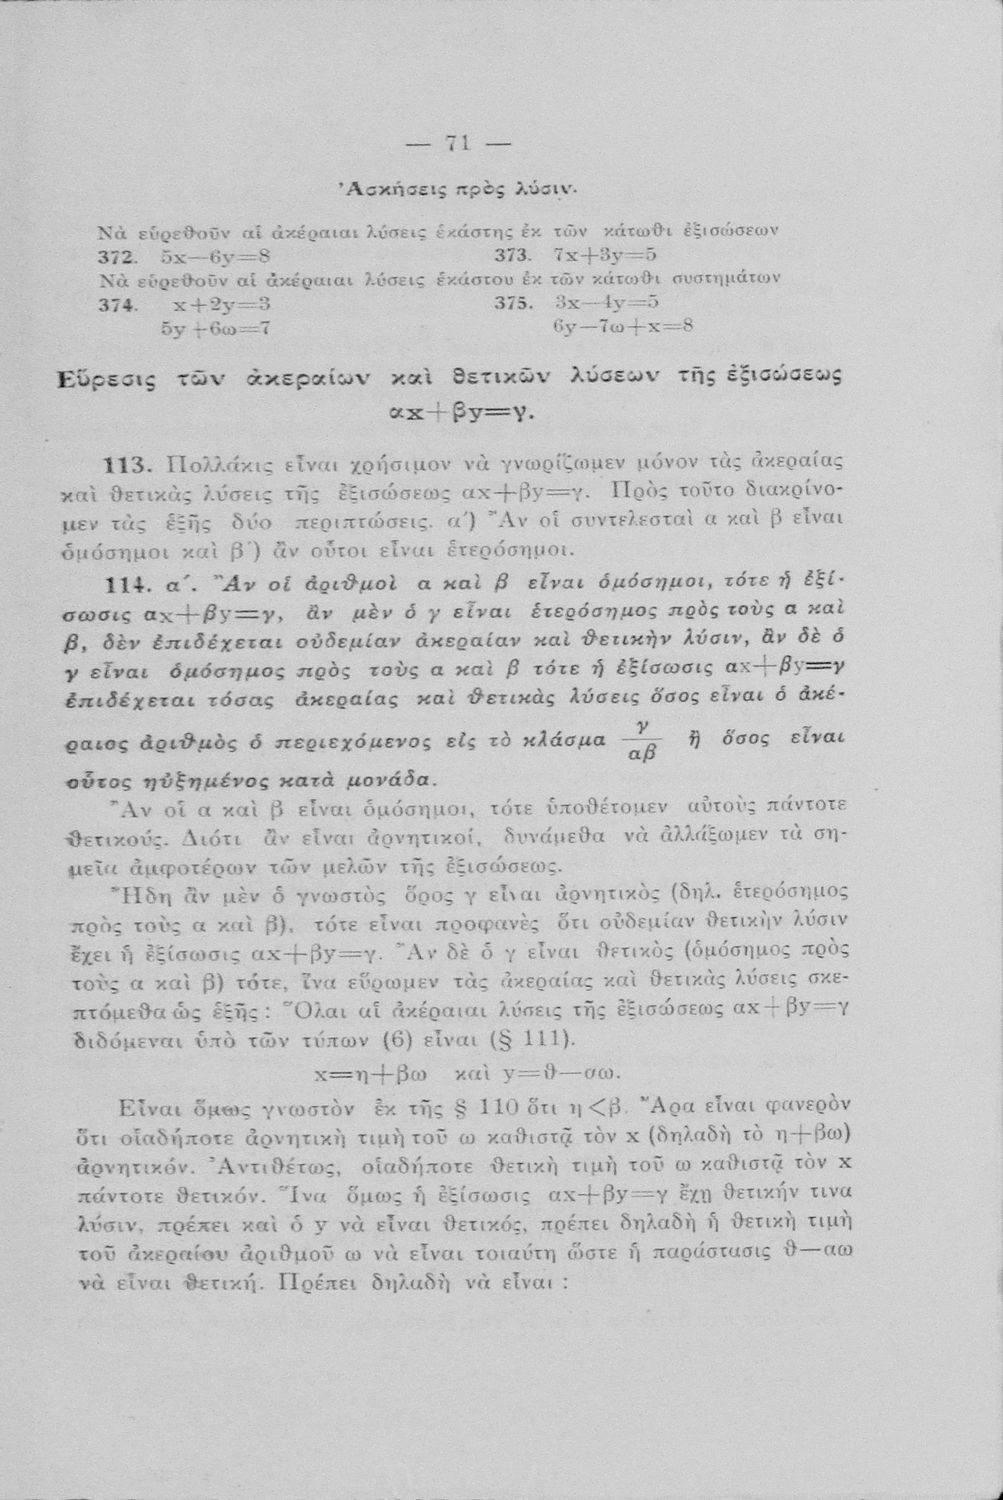 — 71 —
Ἀσκήσεις πρὸς λύσιν.
Νὰ εὑρεθοῦν αἱ ἀκέραιαι λύσεις ἑκάστης ἐκ τῶν κάτωθι ἐξισώσεων
372. 5x—6y=8 373. 7x+3y=5
Νὰ εὑρεθοῦν αἱ ἀκέραιαι λύσεις ἑκάστου ἐκ τῶν κάτωθι συστημάτων
374. x+2y=3 375. 3x—4y=5
5y+6ω=7 6y—7ω+x=8
Εὕρεσις τῶν ἀκεραίων καὶ θετικῶν λύσεων τῆς ἐξισώσεως
αx+βy=γ.
113. Πολλάκις εἶναι χρήσιμον νὰ γνωρίζωμεν μόνον τὰς ἀκεραίας
καὶ θετικὰς λύσεις τῆς ἐξισώσεως αx+βy=γ. Πρὸς τοῦτο διακρίνο-
μεν τὰς ἑξῆς δύο περιπτώσεις. α΄) Ἂν οἱ συντελεσταὶ α καὶ β εἶναι
ὁμόσημοι καὶ β΄) ἂν οὗτοι εἶναι ἑτερόσημοι.
114. α΄. Ἂν οἱ ἀριθμοὶ α καὶ β εἶναι ὁμόσημοι, τότε ἡ ἐξί-
σωσις αx+βy=γ, ἂν μὲν ὁ γ εἶναι ἑτερόσημος πρὸς τοὺς α καὶ
β, δὲν ἐπιδέχεται οὐδεμίαν ἀκεραίαν καὶ θετικὴν λύσιν, ἂν δὲ ὁ
γ εἶναι ὁμόσημος πρὸς τοὺς α καὶ β τότε ἡ ἐξίσωσις αx+βy=γ
ἐπιδέχεται τόσας ἀκεραίας καὶ θετικὰς λύσεις ὅσος εἶναι ὁ ἀκέ-
ραιος ἀριθμὸς ὁ περιεχόμενος εἰς τὸ κλάσμα γ/αβ ἢ ὅσος εἶναι
οὗτος ηὐξημένος κατὰ μονάδα.
Ἂν οἱ α καὶ β εἶναι ὁμόσημοι, τότε ὑποθέτομεν αὐτοὺς πάντοτε
θετικούς. Διότι ἂν εἶναι ἀρνητικοί, δυνάμεθα νὰ ἀλλάξωμεν τὰ ση-
μεῖα ἀμφοτέρων τῶν μελῶν τῆς ἐξισώσεως.
Ἤδη ἂν μὲν ὁ γνωστὸς ὅρος γ εἶναι ἀρνητικὸς (δηλ. ἑτερόσημος
πρὸς τοὺς α καὶ β), τότε εἶναι προφανὲς ὅτι οὐδεμίαν θετικὴν λύσιν
ἔχει ἡ ἐξίσωσις αx+βy=γ. Ἂν δὲ ὁ γ εἶναι θετικὸς (ὁμόσημος πρὸς
τοὺς α καὶ β) τότε, ἵνα εὕρωμεν τὰς ἀκεραίας καὶ θετικὰς λύσεις σκε-
πτόμεθα ὡς ἑξῆς : Ὅλαι αἱ ἀκέραιαι λύσεις τῆς ἐξισώσεως αx+βy=γ
διδόμεναι ὑπὸ τῶν τύπων (6) εἶναι (§ 111).
x=η+βω καὶ y=θ—σω.
Εἶναι ὅμως γνωστὸν ἐκ τῆς § 110 ὅτι η<β. Ἄρα εἶναι φανερὸν
ὅτι οἱαδήποτε ἀρνητικὴ τιμὴ τοῦ ω καθιστᾷ τὸν x (δηλαδὴ τὸ η+βω)
ἀρνητικόν. Ἀντιθέτως, οἱαδήποτε θετικὴ τιμὴ τοῦ ω καθιστᾷ τὸν x
πάντοτε θετικόν. Ἵνα ὅμως ἡ ἐξίσωσις αx+βy=γ ἔχῃ θετικήν τινα
λύσιν, πρέπει καὶ ὁ y νὰ εἶναι θετικός, πρέπει δηλαδὴ ἡ θετικὴ τιμὴ
τοῦ ἀκεραίου ἀριθμοῦ ω νὰ εἶναι τοιαύτη ὥστε ἡ παράστασις θ—αω
νὰ εἶναι θετική. Πρέπει δηλαδὴ νὰ εἶναι :